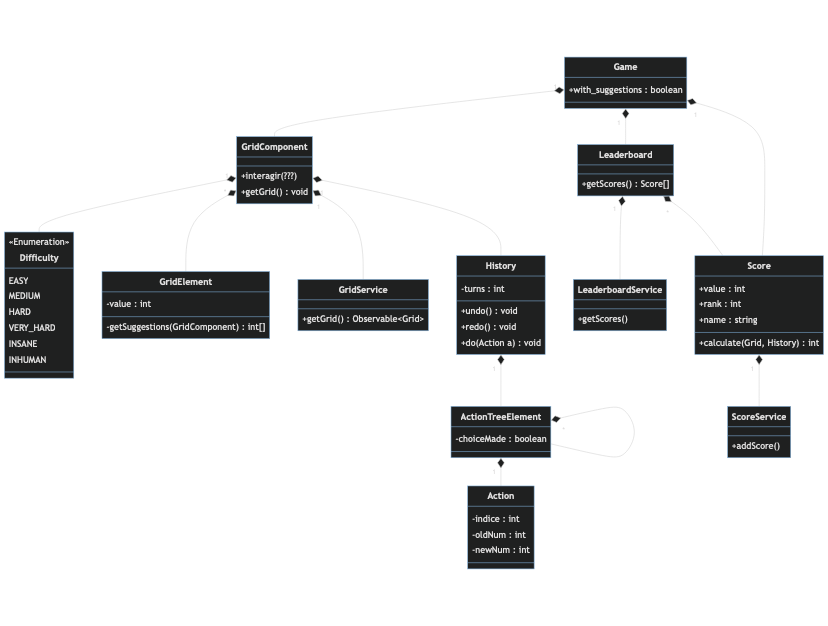 Game
+with_suggestions : boolean
GridComponent
+interagir(???)
+getGrid() : void
Leaderboard
+getScores() : Score[]
«Enumeration»
Difficulty
EASY
MEDIUM
HARD
VERY_HARD
INSANE
INHUMAN
GridElement
-value : int
-getSuggestions(GridComponent) : int[]
GridService
+getGrid() : Observable<Grid>
History
-turns : int
+undo() : void
+redo() : void
+do(Action a) : void
LeaderboardService
+getScores()
Score
+value : int
+rank : int
+name : string
+calculate(Grid, History) : int
ActionTreeElement
-choiceMade : boolean
ScoreService
+addScore()
Action
-indice : int
-oldNum : int
-newNum : int